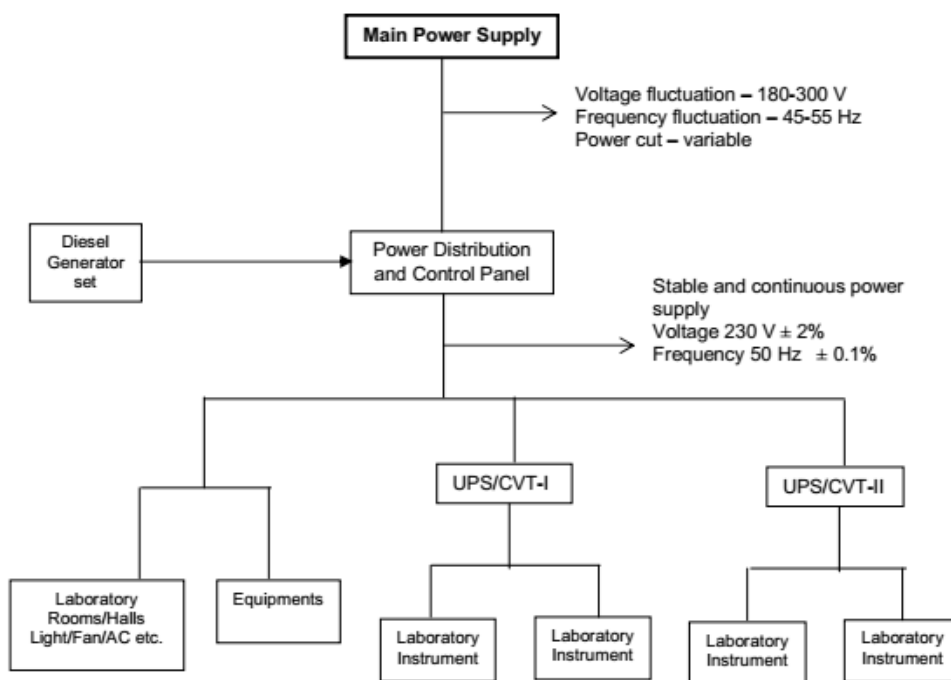 Main Power Supply
Voltage fluctuation – 180-300 V
Frequency fluctuation – 45-55 Hz
Power cut – variable
Diesel
Generator
set
Power Distribution
and Control Panel
Stable and continuous power
supply
Voltage 230 V ± 2%
Frequency 50 Hz ± 0.1%
UPS/CVT-I
UPS/CVT-II
Laboratory
Rooms/Halls
Light/Fan/AC etc.
Equipments
Laboratory
Instrument
Laboratory
Instrument
Laboratory
Instrument
Laboratory
Instrument